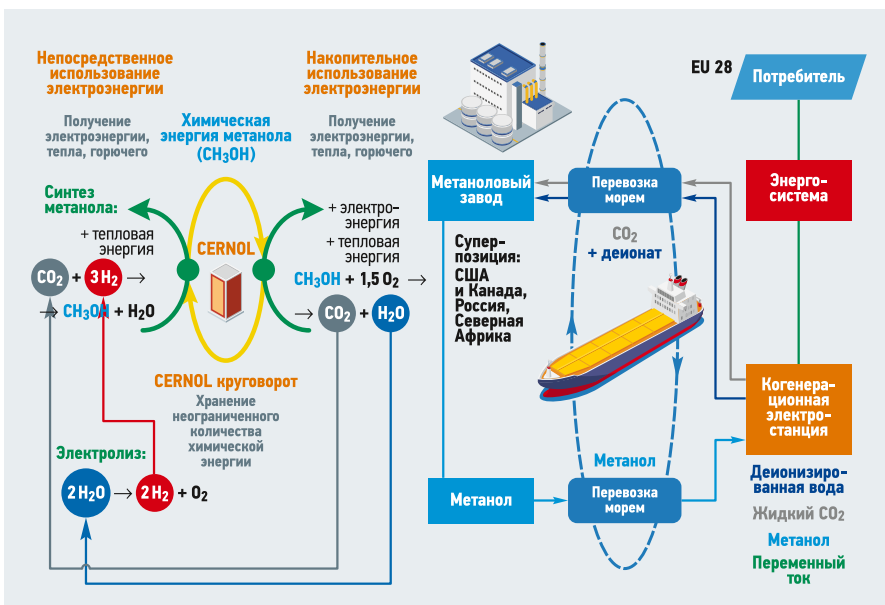 Непосредственное
использование
электроэнергии
Получение
электроэнергии,
тепла, горючего
Химическая
энергия метанола
(CH3OH)
Накопительное
использование
электроэнергии
Получение
электроэнергии,
тепла, горючего
Синтез
метанола:
+ тепловая
энергия
CO2 + 3H2 →
→ CH3OH + H2O
CERNOL
+ электро-
энергия
+ тепловая
энергия
CH3OH + 1,5 O2 →
→ CO2 + H2O
CERNOL круговорот
Хранение
неограниченного
количества
химической
энергии
Электролиз:
2H2O → 2H2 + O2
EU 28
Потребитель
Метаноловый
завод
Перевозка
морем
Энерго-
система
CO2
+ деионат
Супер-
позиция:
США
и Канада,
Россия,
Северная
Африка
Когенера-
ционная
электро-
станция
Метанол
Метанол
Перевозка
морем
Деионизиро-
ванная вода
Жидкий CO2
Метанол
Переменный
ток